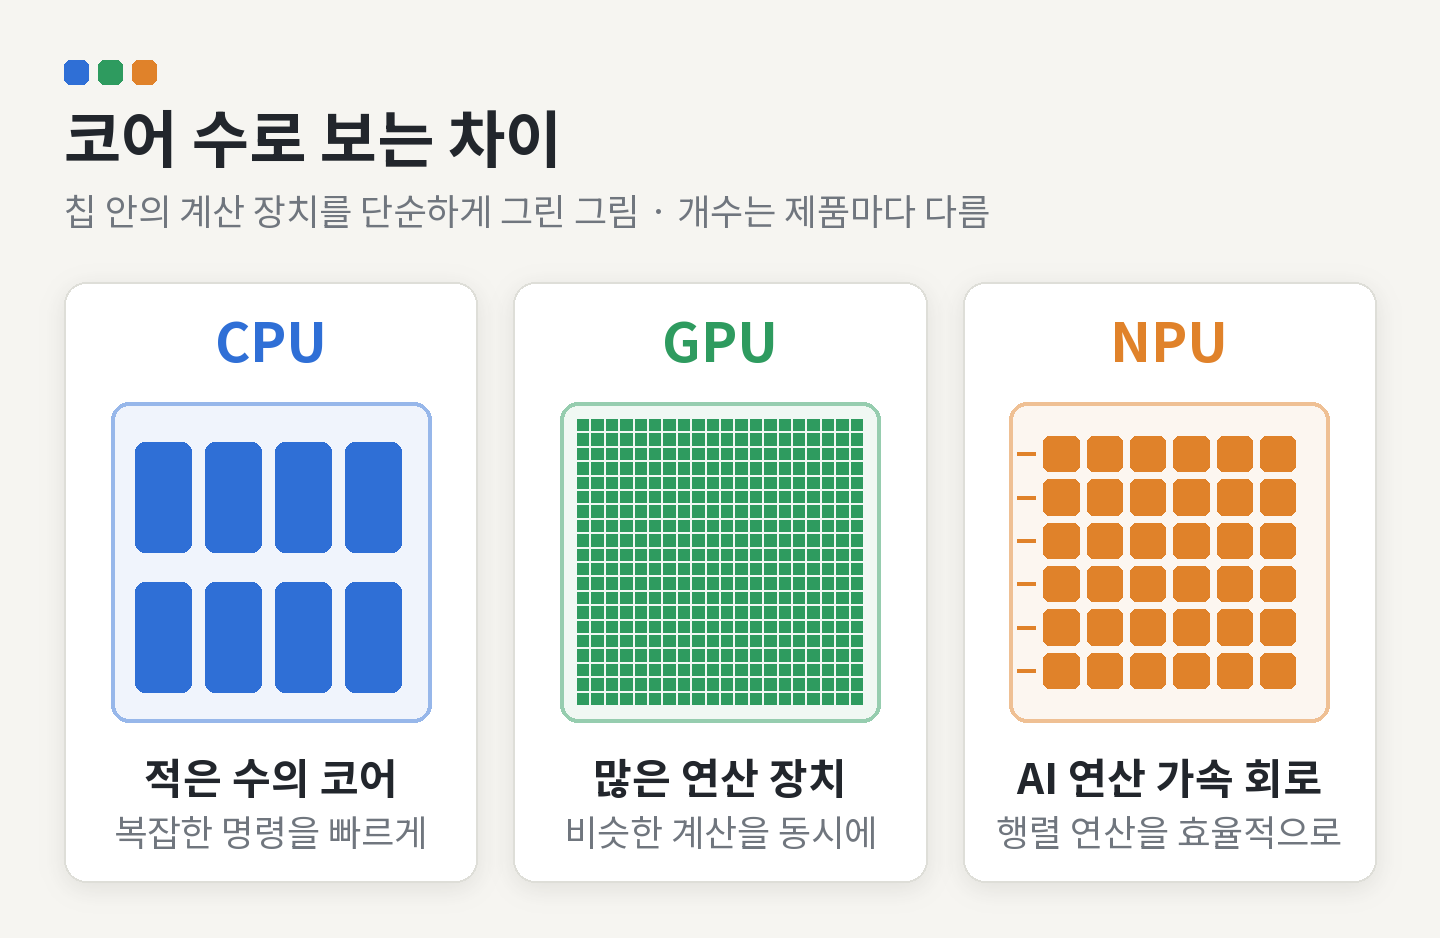 코어 수로 보는 차이
칩 안의 계산 장치를 단순하게 그린 그림 · 개수는 제품마다 다름
CPU
적은 수의 코어
복잡한 명령을 빠르게
GPU
많은 연산 장치
비슷한 계산을 동시에
NPU
AI 연산 가속 회로
행렬 연산을 효율적으로